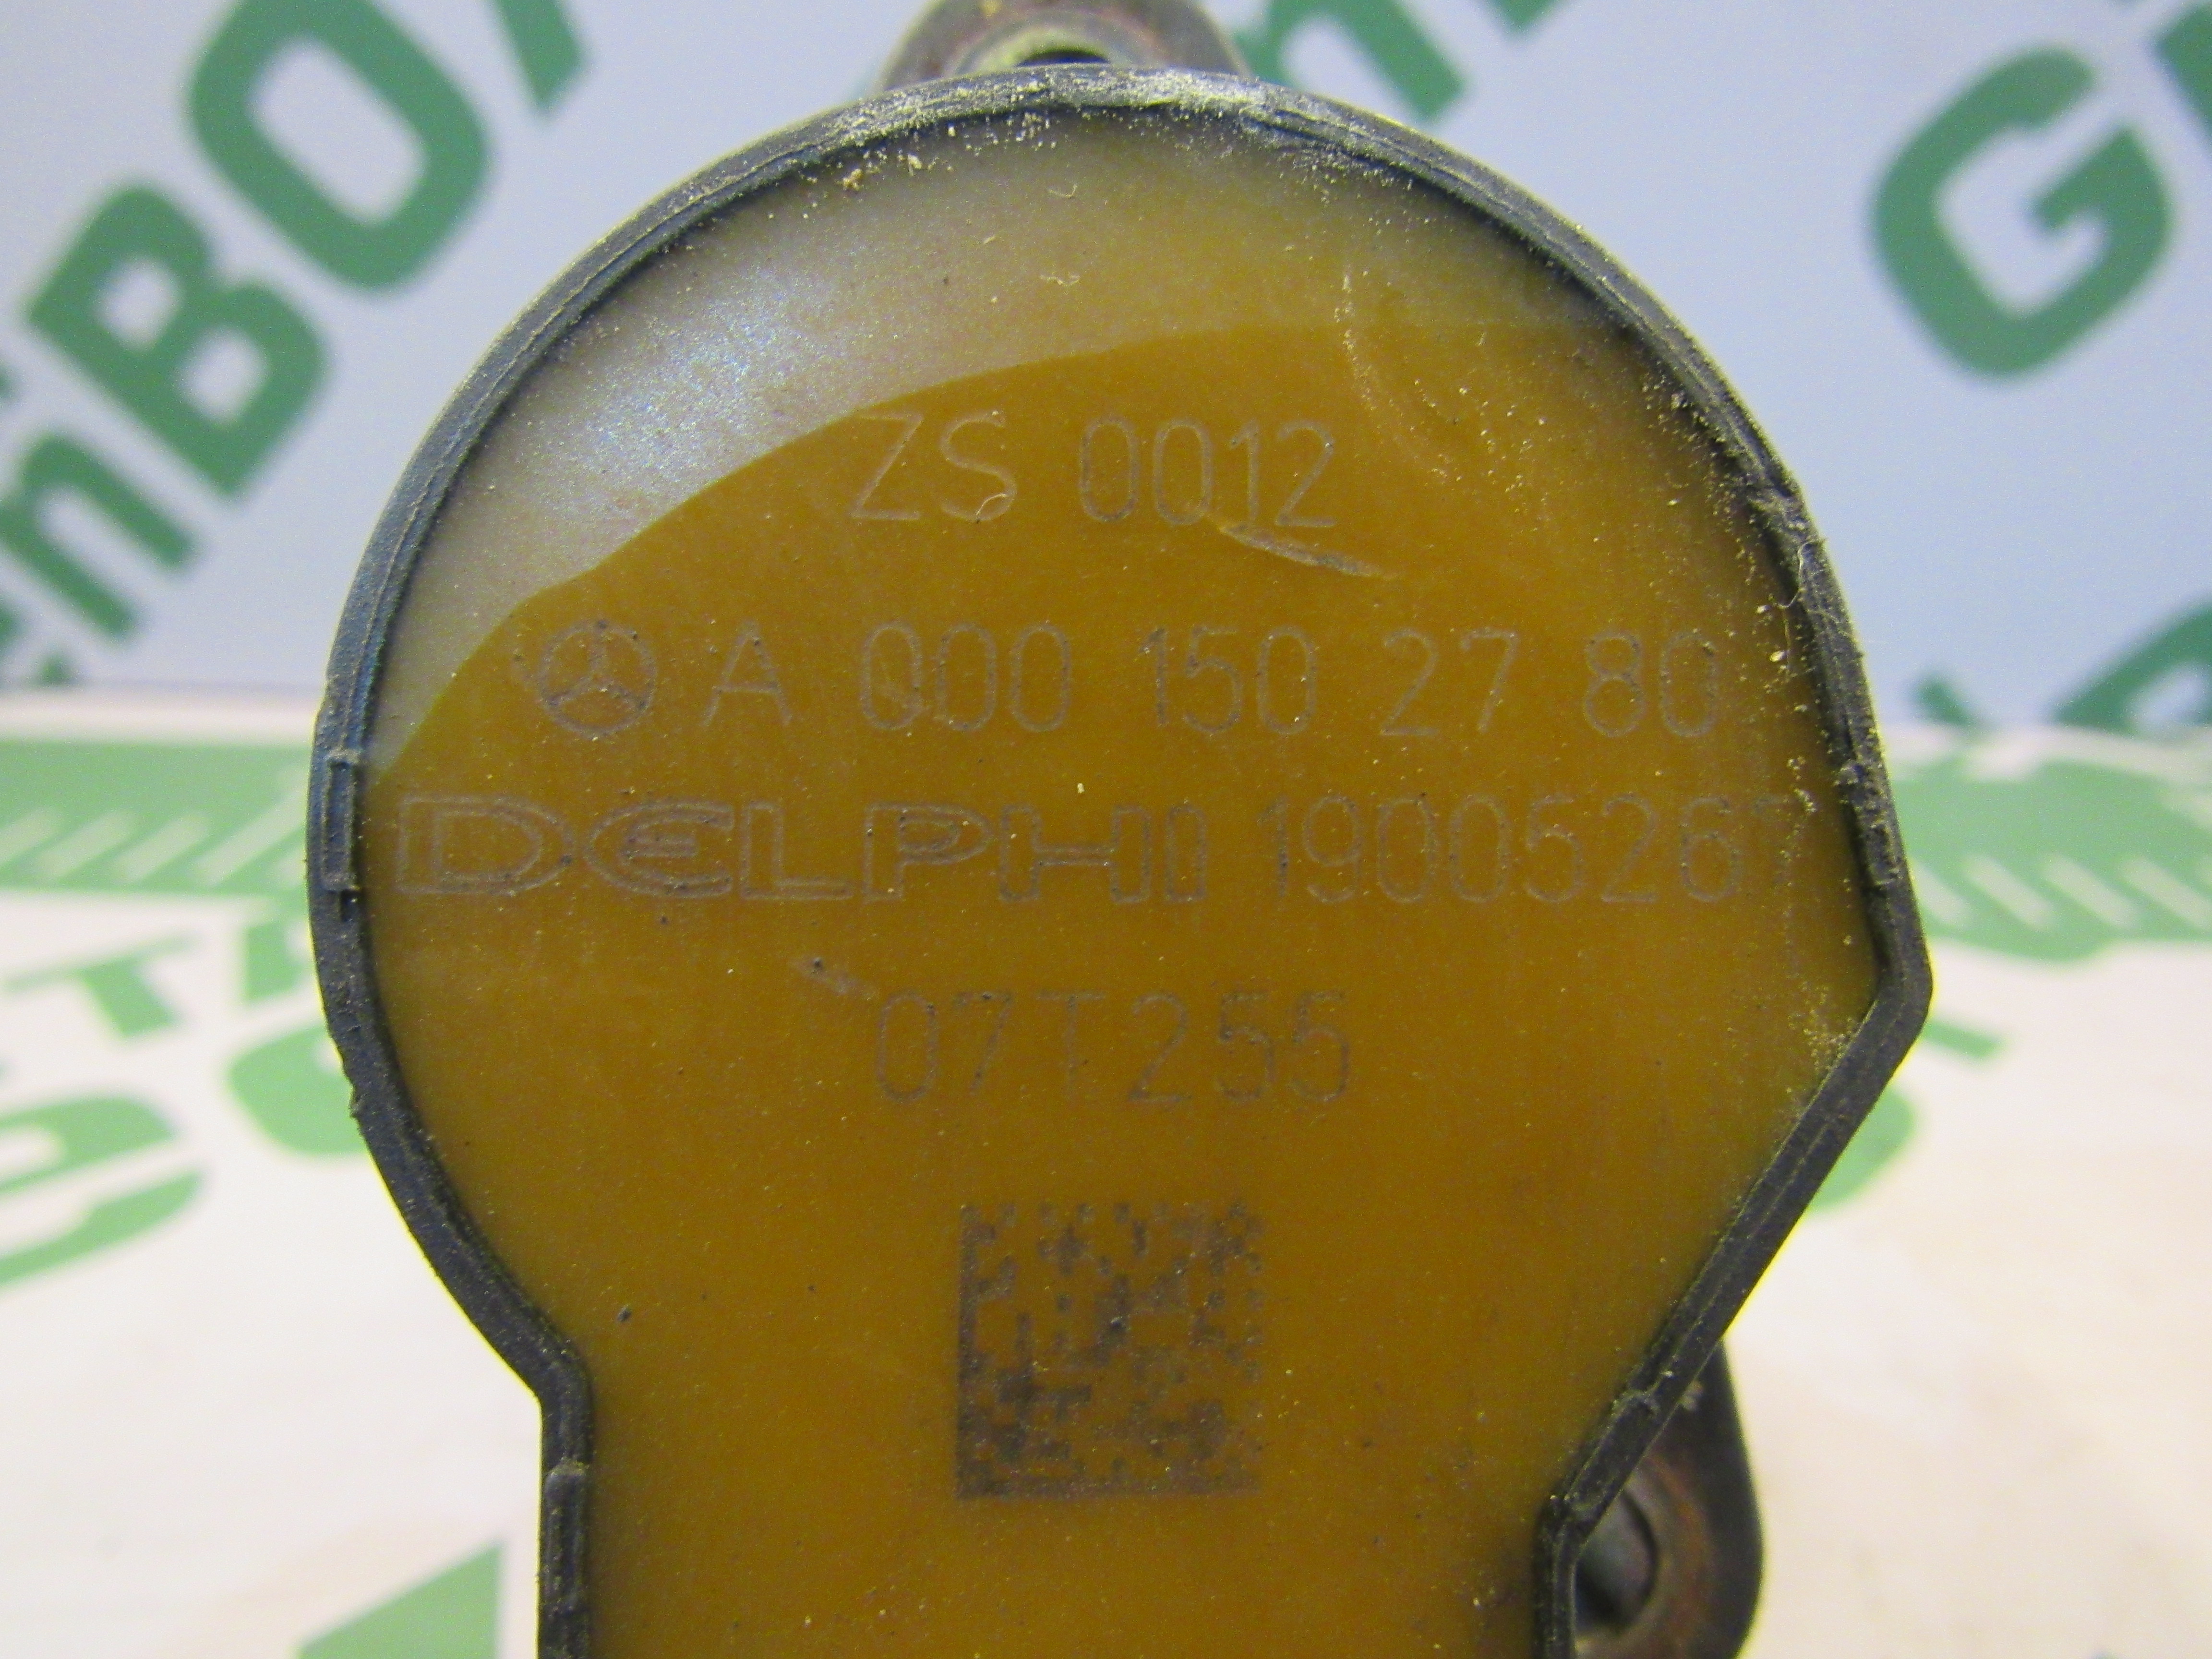 ZS 0012
A 000 150 27 80
DELPHI 19005267
07T255